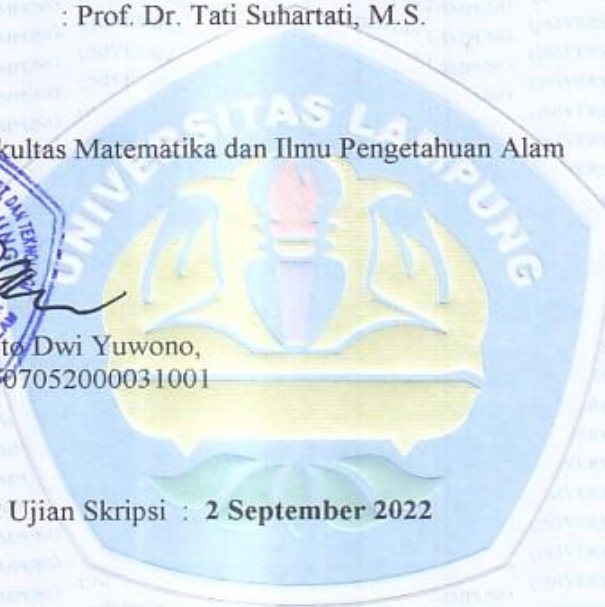 : Prof. Dr. Tati Suhartati, M.S.
UNIVERSITAS LAMPUNG
kultas Matematika dan Ilmu Pengetahuan Alam
to Dwi Yuwono,
07052000031001
Ujian Skripsi : 2 September 2022